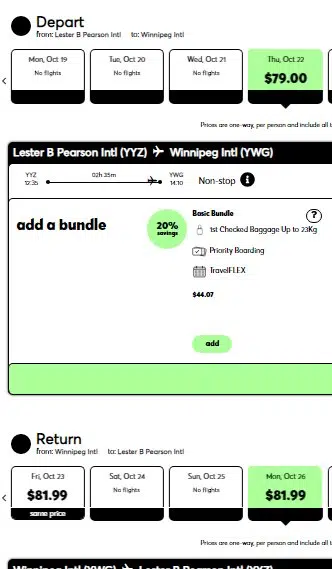 Depart
from: Lester B Pearson Intl to: Winnipeg Intl
Mon, Oct 19 Tue, Oct 20 Wed, Oct 21 Thu, Oct 22
No flights No flights No flights $79.00
Prices are one-way, per person and include all t
Lester B Pearson Intl (YYZ) Winnipeg Intl (YWG)
YYZ 02h 35m YWG
12:35 14:10 Non-stop i
add a bundle
20%
savings
Basic Bundle ?
1st Checked Baggage Up to 23Kg
Priority Boarding
TravelFLEX
$44.07
add
Return
from: Winnipeg Intl to: Lester B Pearson Intl
Fri, Oct 23 Sat, Oct 24 Sun, Oct 25 Mon, Oct 26
$81.99 No flights No flights $81.99
same price
Prices are one-way, per person and include all t
Winnipeg Intl (YWG) Lester B Pearson Intl (YYZ)